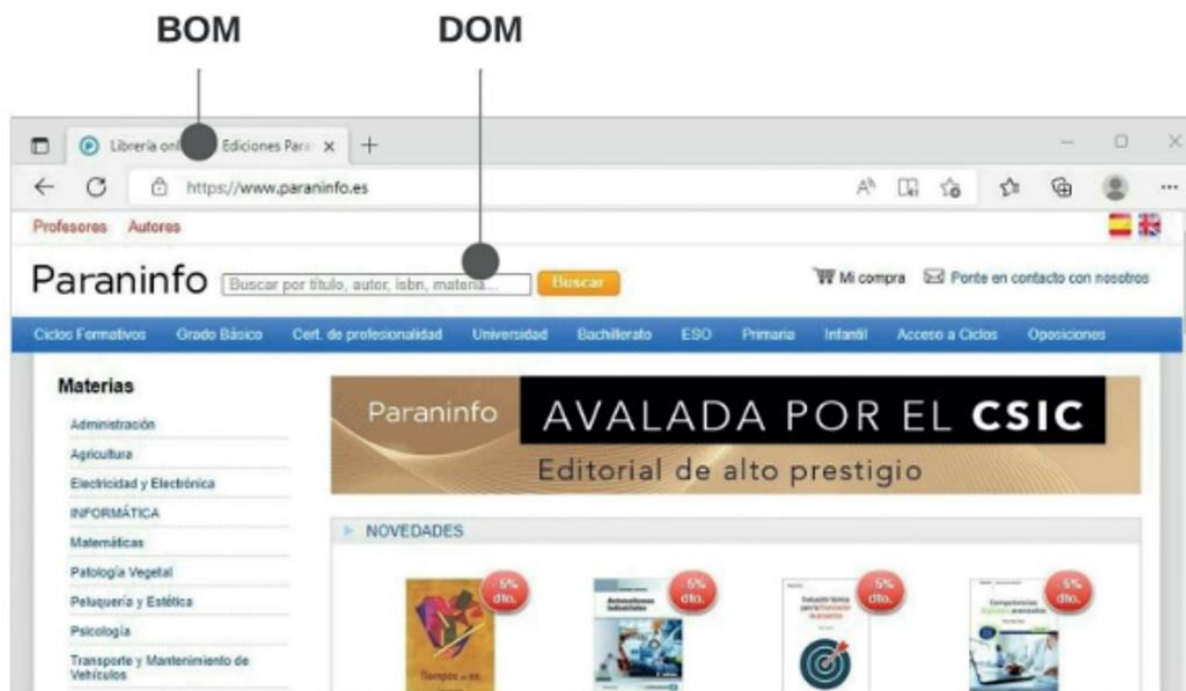 BOM DOM
Librería onl Ediciones Para
https://www.paraninfo.es
Profesores Autores
Paraninfo Buscar por título, autor, isbn, materia... Buscar Mi compra Ponte en contacto con nosotros
Ciclos Formativos Grado Básico Cert. de profesionalidad Universidad Bachillerato ESO Primaria Infantil Acceso a Ciclos Oposiciones
Materias
Administración
Agricultura
Electricidad y Electrónica
INFORMÁTICA
Matemáticas
Patología Vegetal
Peluquería y Estética
Psicología
Transporte y Mantenimiento de
Vehículos
Paraninfo AVALADA POR EL CSIC
Editorial de alto prestigio
NOVEDADES
- 5% dto. - 5% dto. - 5% dto. - 5% dto.
Automatismos
industriales
Competencias